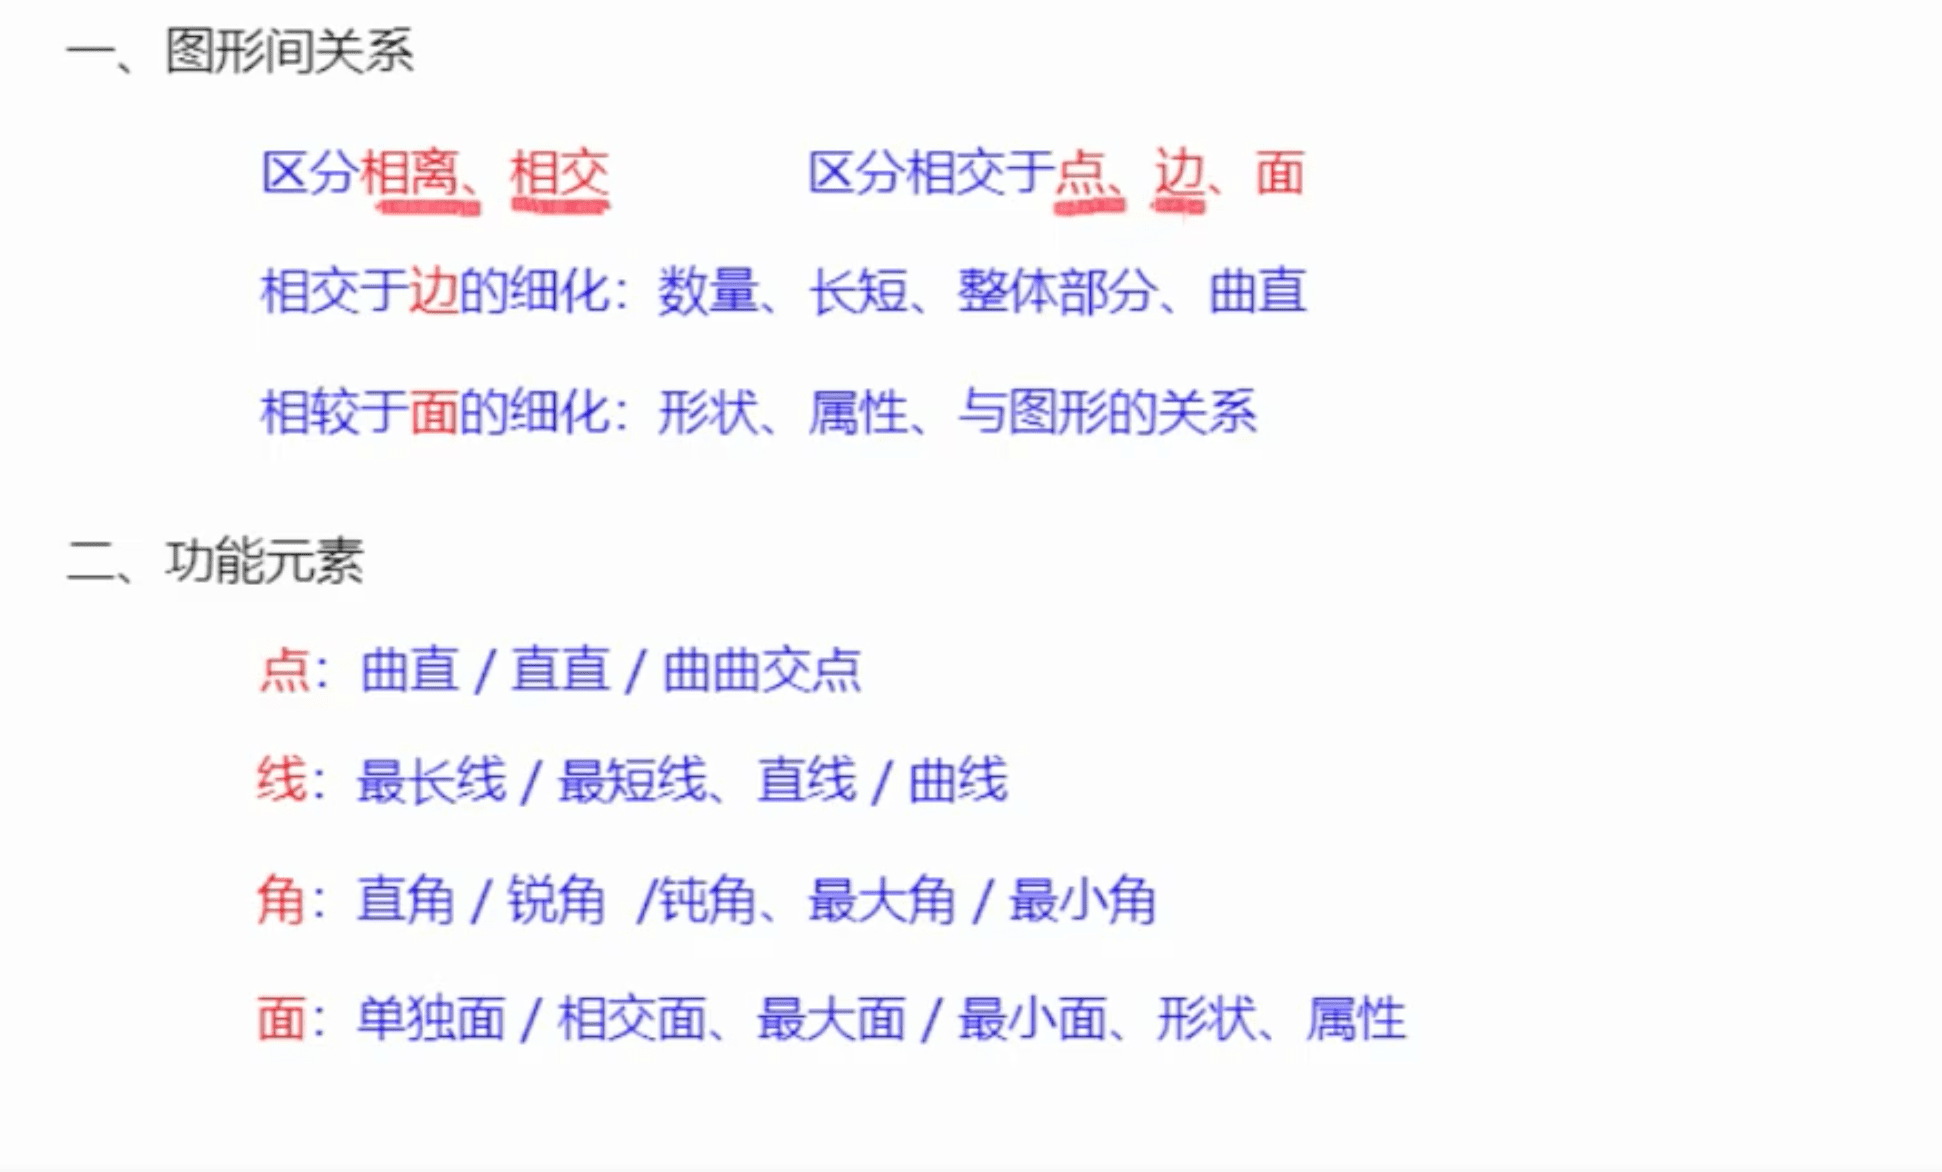 一、图形间关系
区分相离、相交 区分相交于点、边、面
相交于边的细化：数量、长短、整体部分、曲直
相较于面的细化：形状、属性、与图形的关系
二、功能元素
点：曲直 / 直直 / 曲曲交点
线：最长线 / 最短线、直线 / 曲线
角：直角 / 锐角 /钝角、最大角 / 最小角
面：单独面 / 相交面、最大面 / 最小面、形状、属性